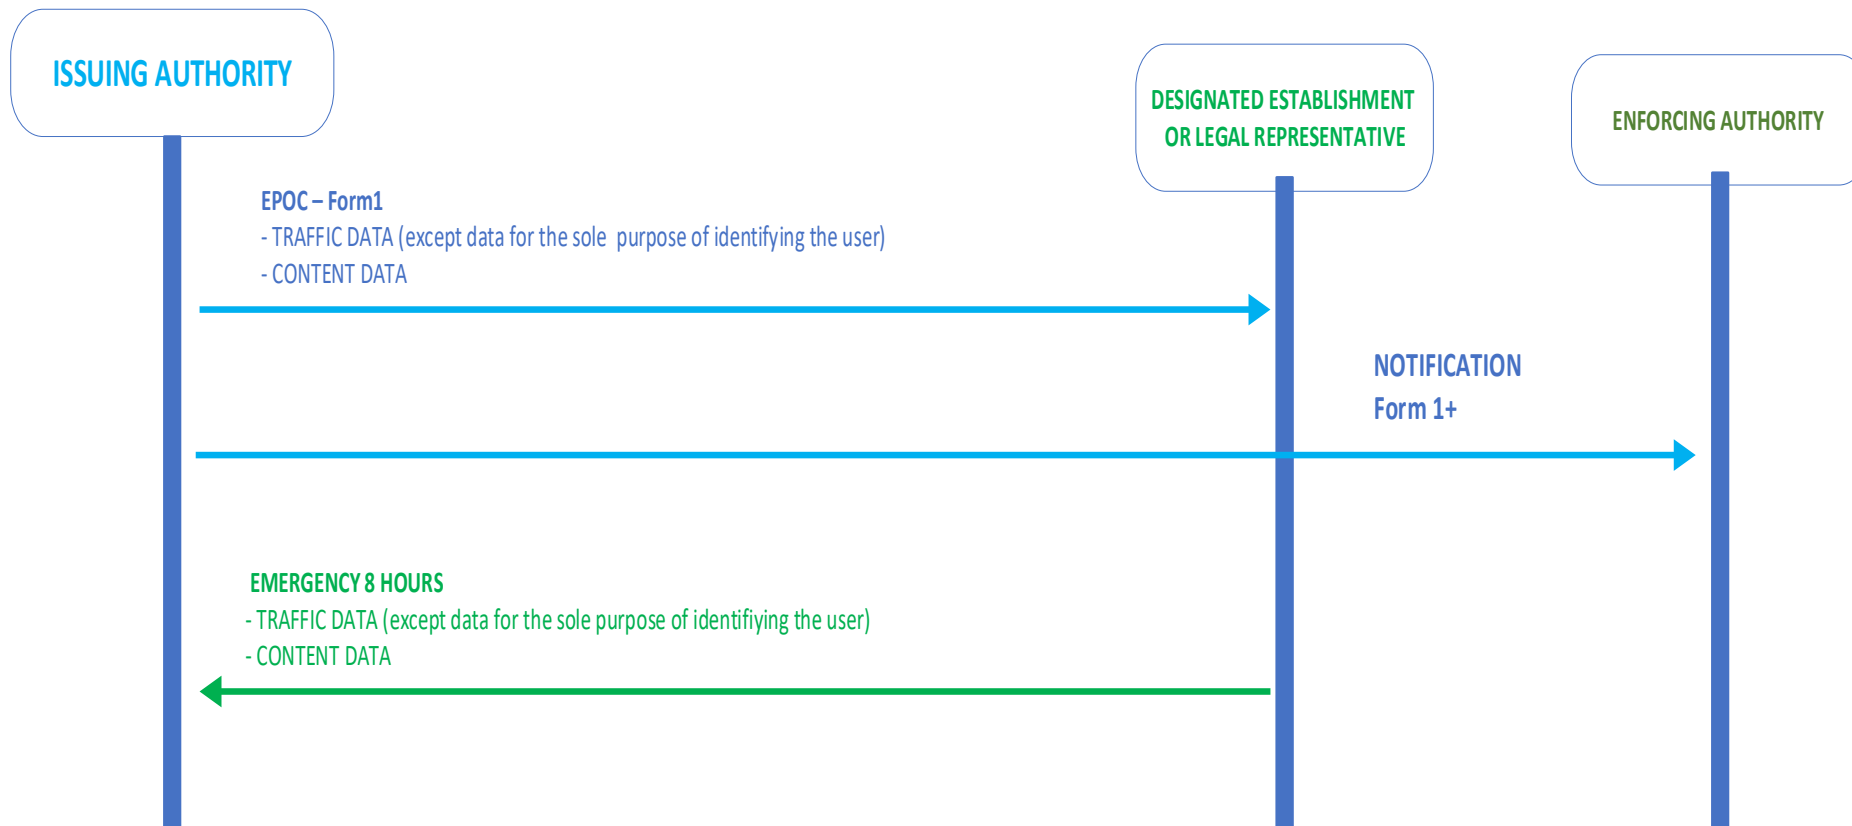 ISSUING AUTHORITY
DESIGNATED ESTABLISHMENT
OR LEGAL REPRESENTATIVE
ENFORCING AUTHORITY
EPOC – Form1
- TRAFFIC DATA (except data for the sole purpose of identifying the user)
- CONTENT DATA
NOTIFICATION
Form 1+
EMERGENCY 8 HOURS
- TRAFFIC DATA (except data for the sole purpose of identifiying the user)
- CONTENT DATA